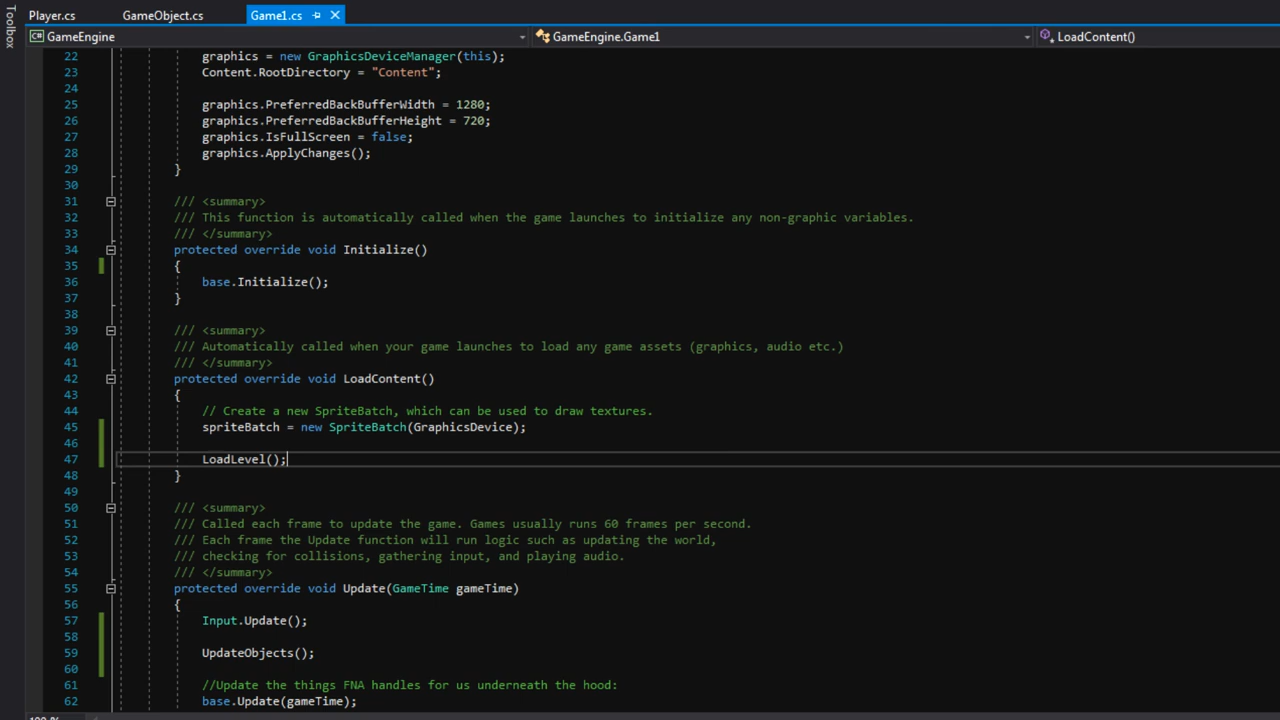 Toolbox
Player.cs GameObject.cs Game1.cs
C# GameEngine GameEngine.Game1 LoadContent()
22 graphics = new GraphicsDeviceManager(this);
23 Content.RootDirectory = "Content";
24
25 graphics.PreferredBackBufferWidth = 1280;
26 graphics.PreferredBackBufferHeight = 720;
27 graphics.IsFullScreen = false;
28 graphics.ApplyChanges();
29 }
30
31 /// <summary>
32 /// This function is automatically called when the game launches to initialize any non-graphic variables.
33 /// </summary>
34 protected override void Initialize()
35 {
36 base.Initialize();
37 }
38
39 /// <summary>
40 /// Automatically called when your game launches to load any game assets (graphics, audio etc.)
41 /// </summary>
42 protected override void LoadContent()
43 {
44 // Create a new SpriteBatch, which can be used to draw textures.
45 spriteBatch = new SpriteBatch(GraphicsDevice);
46
47 LoadLevel();
48 }
49
50 /// <summary>
51 /// Called each frame to update the game. Games usually runs 60 frames per second.
52 /// Each frame the Update function will run logic such as updating the world,
53 /// checking for collisions, gathering input, and playing audio.
54 /// </summary>
55 protected override void Update(GameTime gameTime)
56 {
57 Input.Update();
58
59 UpdateObjects();
60
61 //Update the things FNA handles for us underneath the hood:
62 base.Update(gameTime);